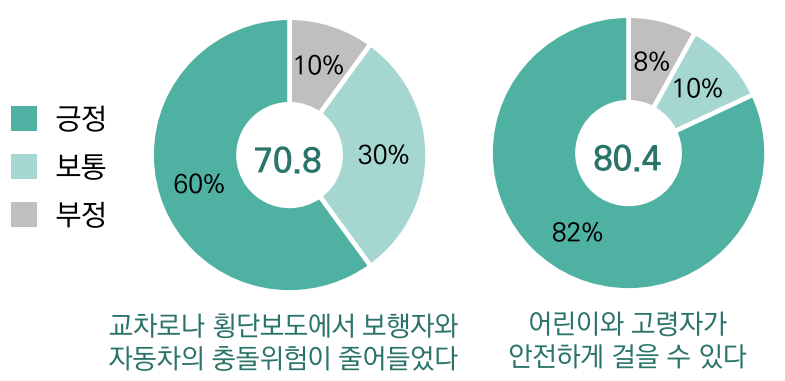 긍정
보통
부정
10%
30%
60%
70.8
교차로나 횡단보도에서 보행자와
자동차의 충돌위험이 줄어들었다
8%
10%
82%
80.4
어린이와 고령자가
안전하게 걸을 수 있다